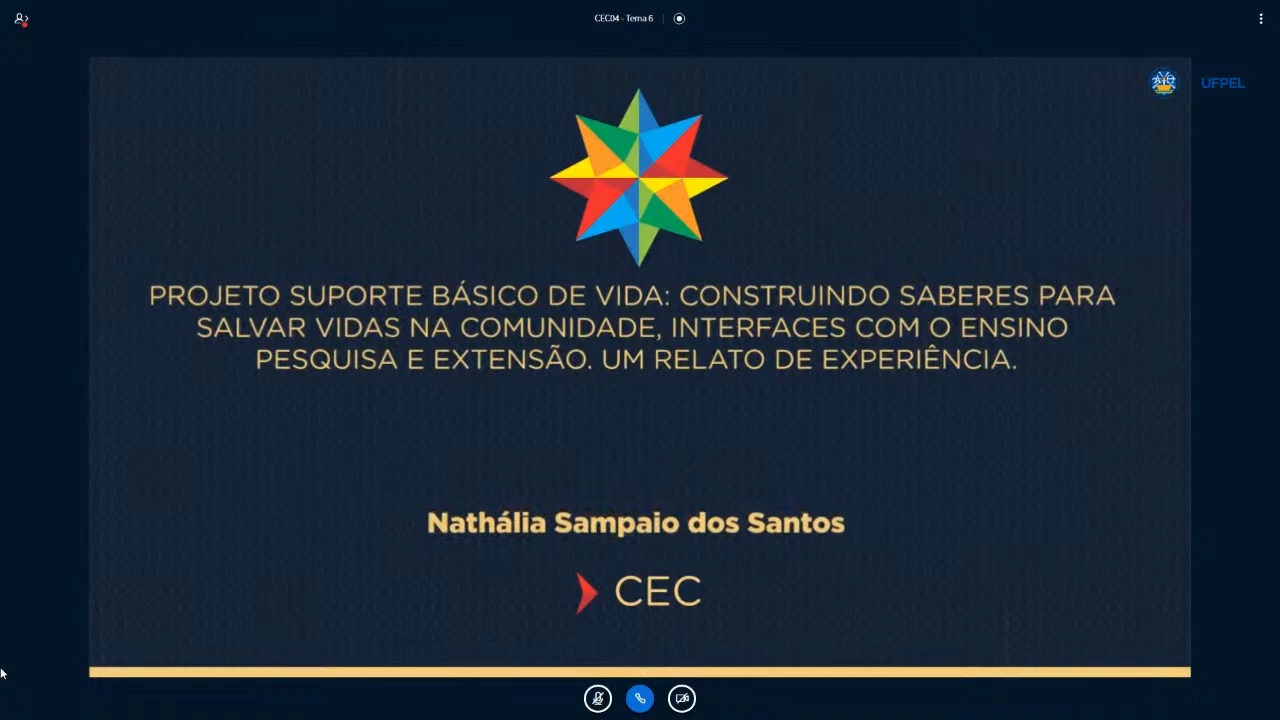 CEC04 - Tema 6
UFPEL
PROJETO SUPORTE BÁSICO DE VIDA: CONSTRUINDO SABERES PARA
SALVAR VIDAS NA COMUNIDADE, INTERFACES COM O ENSINO
PESQUISA E EXTENSÃO. UM RELATO DE EXPERIÊNCIA.
Nathália Sampaio dos Santos
CEC